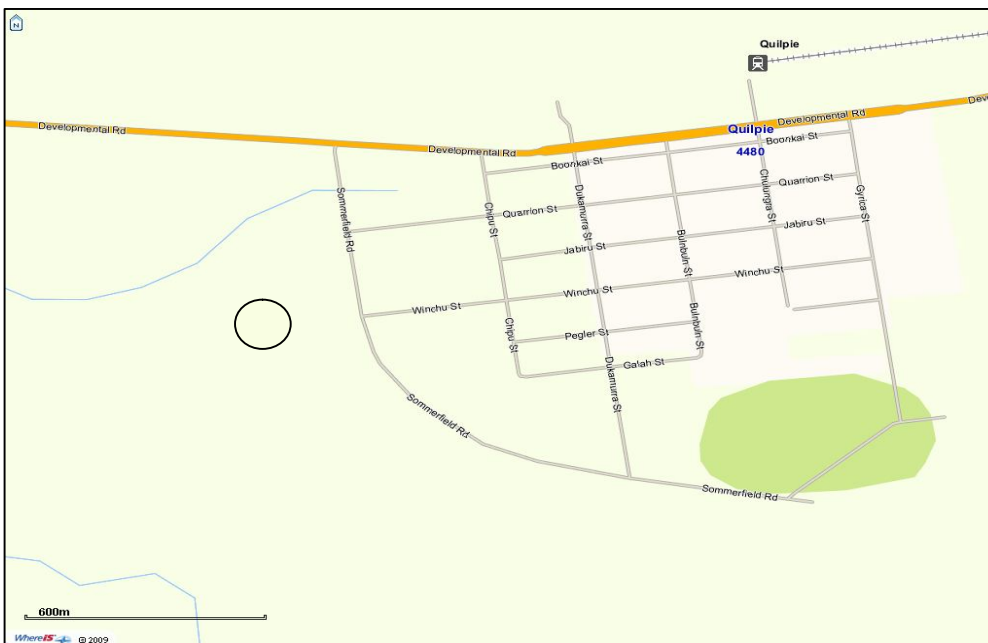 N
Quilpie
Developmental Rd
Developmental Rd
Developmental Rd
Deve
Quilpie
4480
Boonkai St
Boonkai St
Quarrion St
Quarrion St
Jabiru St
Jabiru St
Winchu St
Winchu St
Winchu St
Pegler St
Galah St
Sommerfield Rd
Chipu St
Chipu St
Dukamurra St
Dukamurra St
Bulnbuln St
Bulnbuln St
Chulungra St
Gyrica St
Sommerfield Rd
Sommerfield Rd
600m
WhereiS © 2009